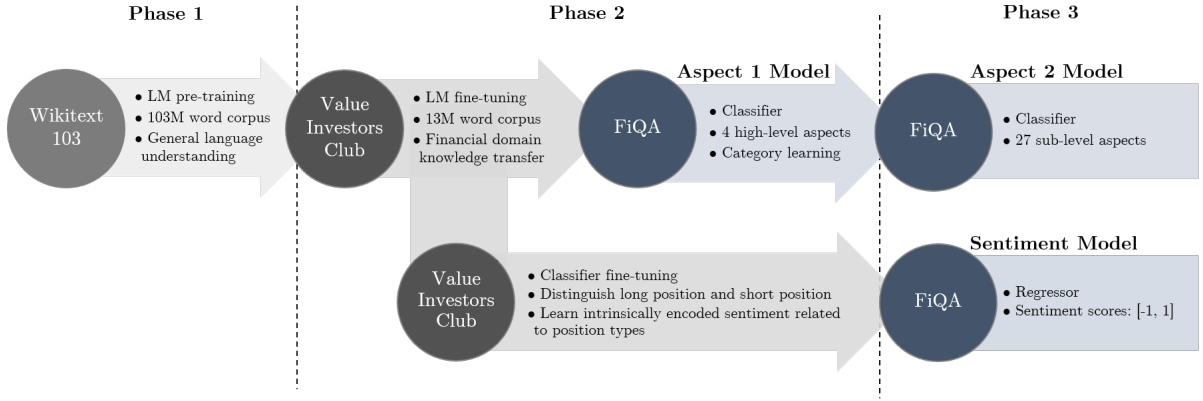 Phase 1
Phase 2
Phase 3
Wikitext
103
• LM pre-training
• 103M word corpus
• General language
understanding
Value
Investors
Club
• LM fine-tuning
• 13M word corpus
• Financial domain
knowledge transfer
FiQA
Aspect 1 Model
• Classifier
• 4 high-level aspects
• Category learning
FiQA
Aspect 2 Model
• Classifier
• 27 sub-level aspects
Value
Investors
Club
• Classifier fine-tuning
• Distinguish long position and short position
• Learn intrinsically encoded sentiment related
to position types
FiQA
Sentiment Model
• Regressor
• Sentiment scores: [-1, 1]